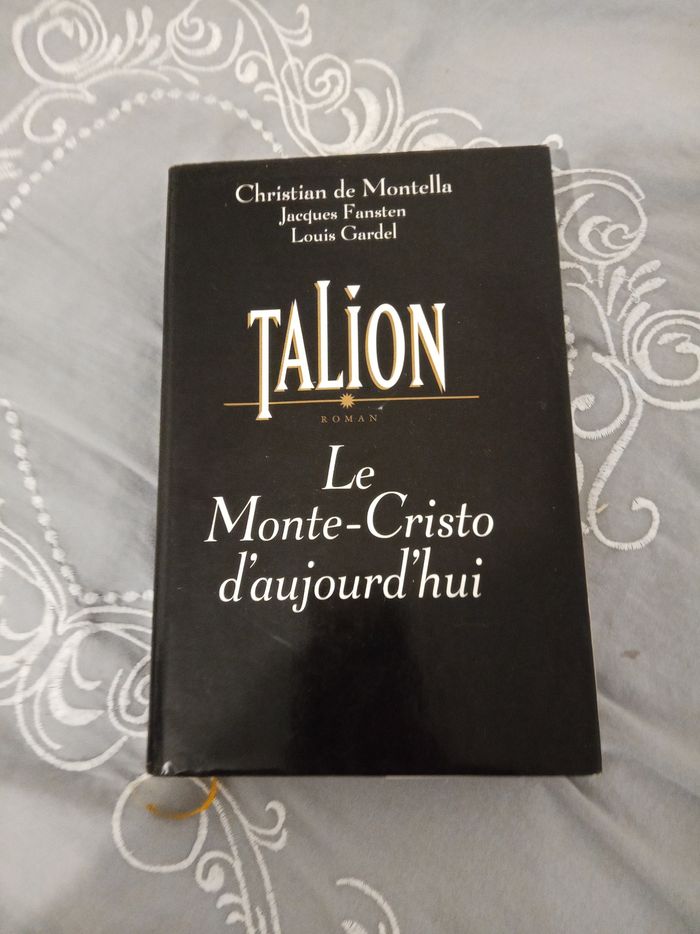 Christian de Montella
Jacques Fansten
Louis Gardel
TALiON
ROMAN
Le
Monte-Cristo
d'aujourd'hui